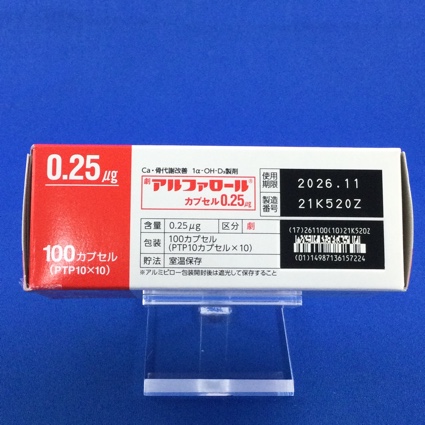 0.25μg
100カプセル
(PTP10×10)
Ca・骨代謝改善 1α-OH-D₃製剤
劇 アルファロール®
カプセル0.25μg
含量 0.25μg 区分 劇
包装 100カプセル
(PTP10カプセル×10)
貯法 室温保存
※アルミピロー包装開封後は遮光して保存すること
使用期限 2026.11
製造番号 21K520Z
(17)261100(10)21K520Z
(01)14987136157224